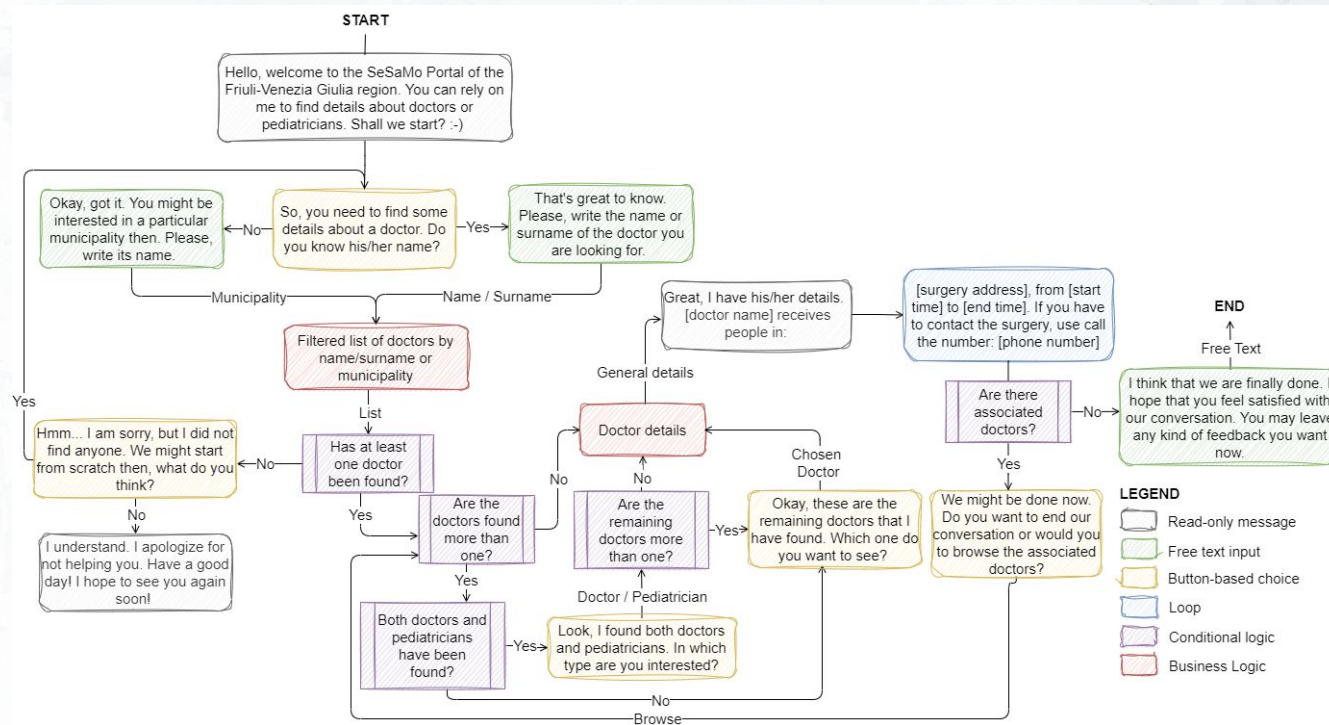 START
Hello, welcome to the SeSaMo Portal of the
Friuli-Venezia Giulia region. You can rely on
me to find details about doctors or
pediatricians. Shall we start? :-)
Okay, got it. You might be
interested in a particular
municipality then. Please,
write its name.
No
So, you need to find some
details about a doctor. Do
you know his/her name?
Yes
That's great to know.
Please, write the name or
surname of the doctor you
are looking for.
Municipality
Name / Surname
Filtered list of doctors by
name/surname or
municipality
List
Yes
Hmm... I am sorry, but I did not
find anyone. We might start
from scratch then, what do you
think?
No
Has at least
one doctor
been found?
No
I understand. I apologize for
not helping you. Have a good
day! I hope to see you again
soon!
Yes
Are the
doctors found
more than
one?
No
Yes
Both doctors and
pediatricians
have been
found?
Yes
Look, I found both doctors
and pediatricians. In which
type are you interested?
Doctor / Pediatrician
Are the
remaining
doctors more
than one?
No
Yes
Okay, these are the
remaining doctors that I
have found. Which one do
you want to see?
No
Chosen
Doctor
Doctor details
General details
Great, I have his/her details.
[doctor name] receives
people in:
[surgery address], from [start
time] to [end time]. If you have
to contact the surgery, use call
the number: [phone number]
Are there
associated
doctors?
No
Yes
We might be done now.
Do you want to end our
conversation or would you
to browse the associated
doctors?
Browse
I think that we are finally done. I
hope that you feel satisfied with
our conversation. You may leave
any kind of feedback you want
now.
Free Text
END
LEGEND
Read-only message
Free text input
Button-based choice
Loop
Conditional logic
Business Logic